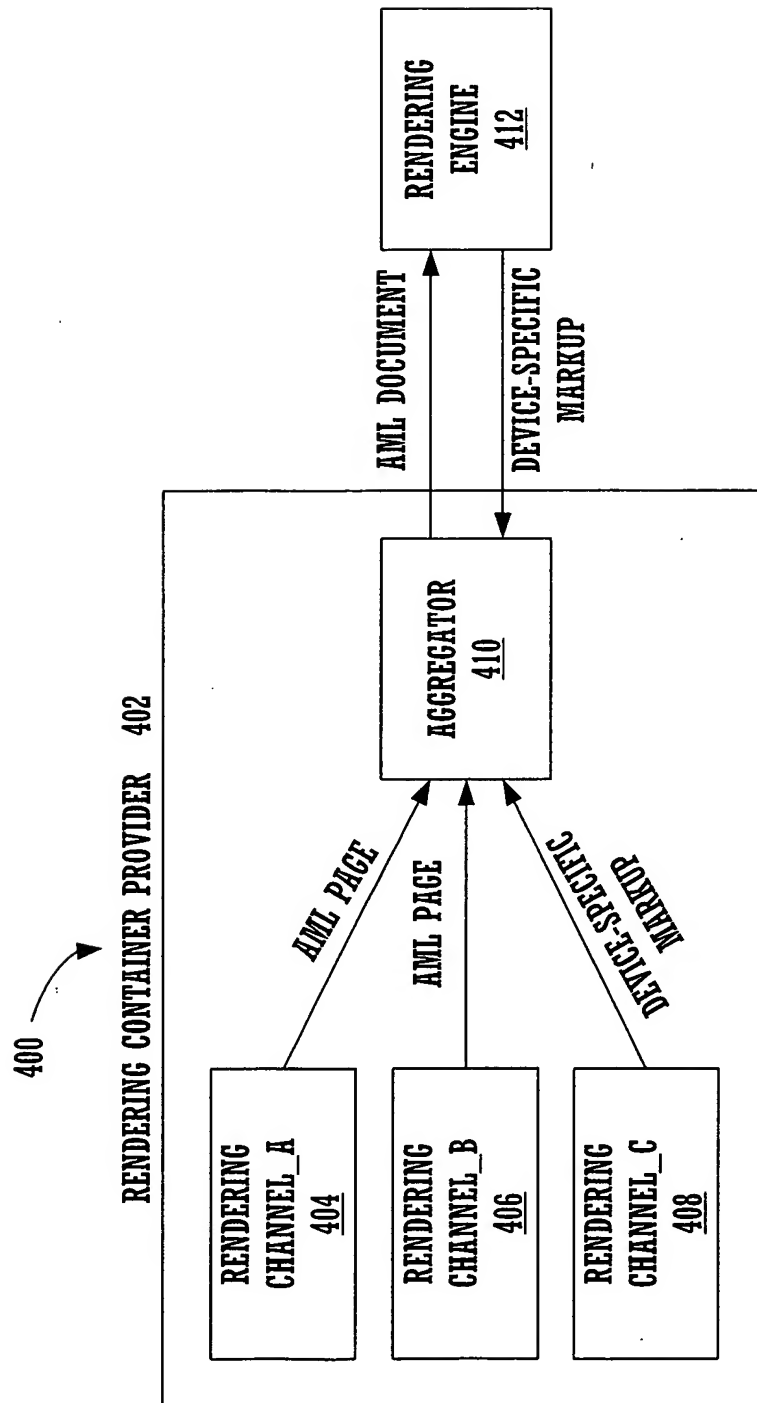 400
RENDERING CONTAINER PROVIDER 402
RENDERING
CHANNEL_A
404
RENDERING
CHANNEL_B
406
RENDERING
CHANNEL_C
408
AML PAGE
AML PAGE
DEVICE-SPECIFIC
MARKUP
AGGREGATOR
410
AML DOCUMENT
DEVICE-SPECIFIC
MARKUP
RENDERING
ENGINE
412